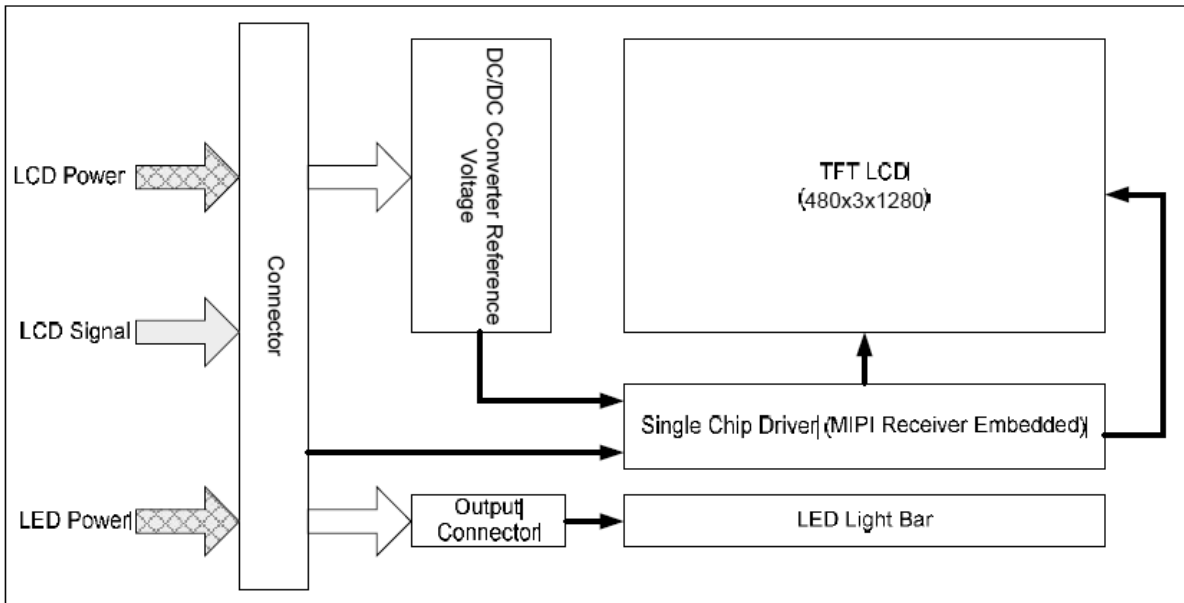 LCD Power
LCD Signal
LED Power
Connector
DC/DC Converter Reference
Voltage
TFT LCD
(480x3x1280)
Single Chip Driver (MIPI Receiver Embedded)
Output
Connector
LED Light Bar